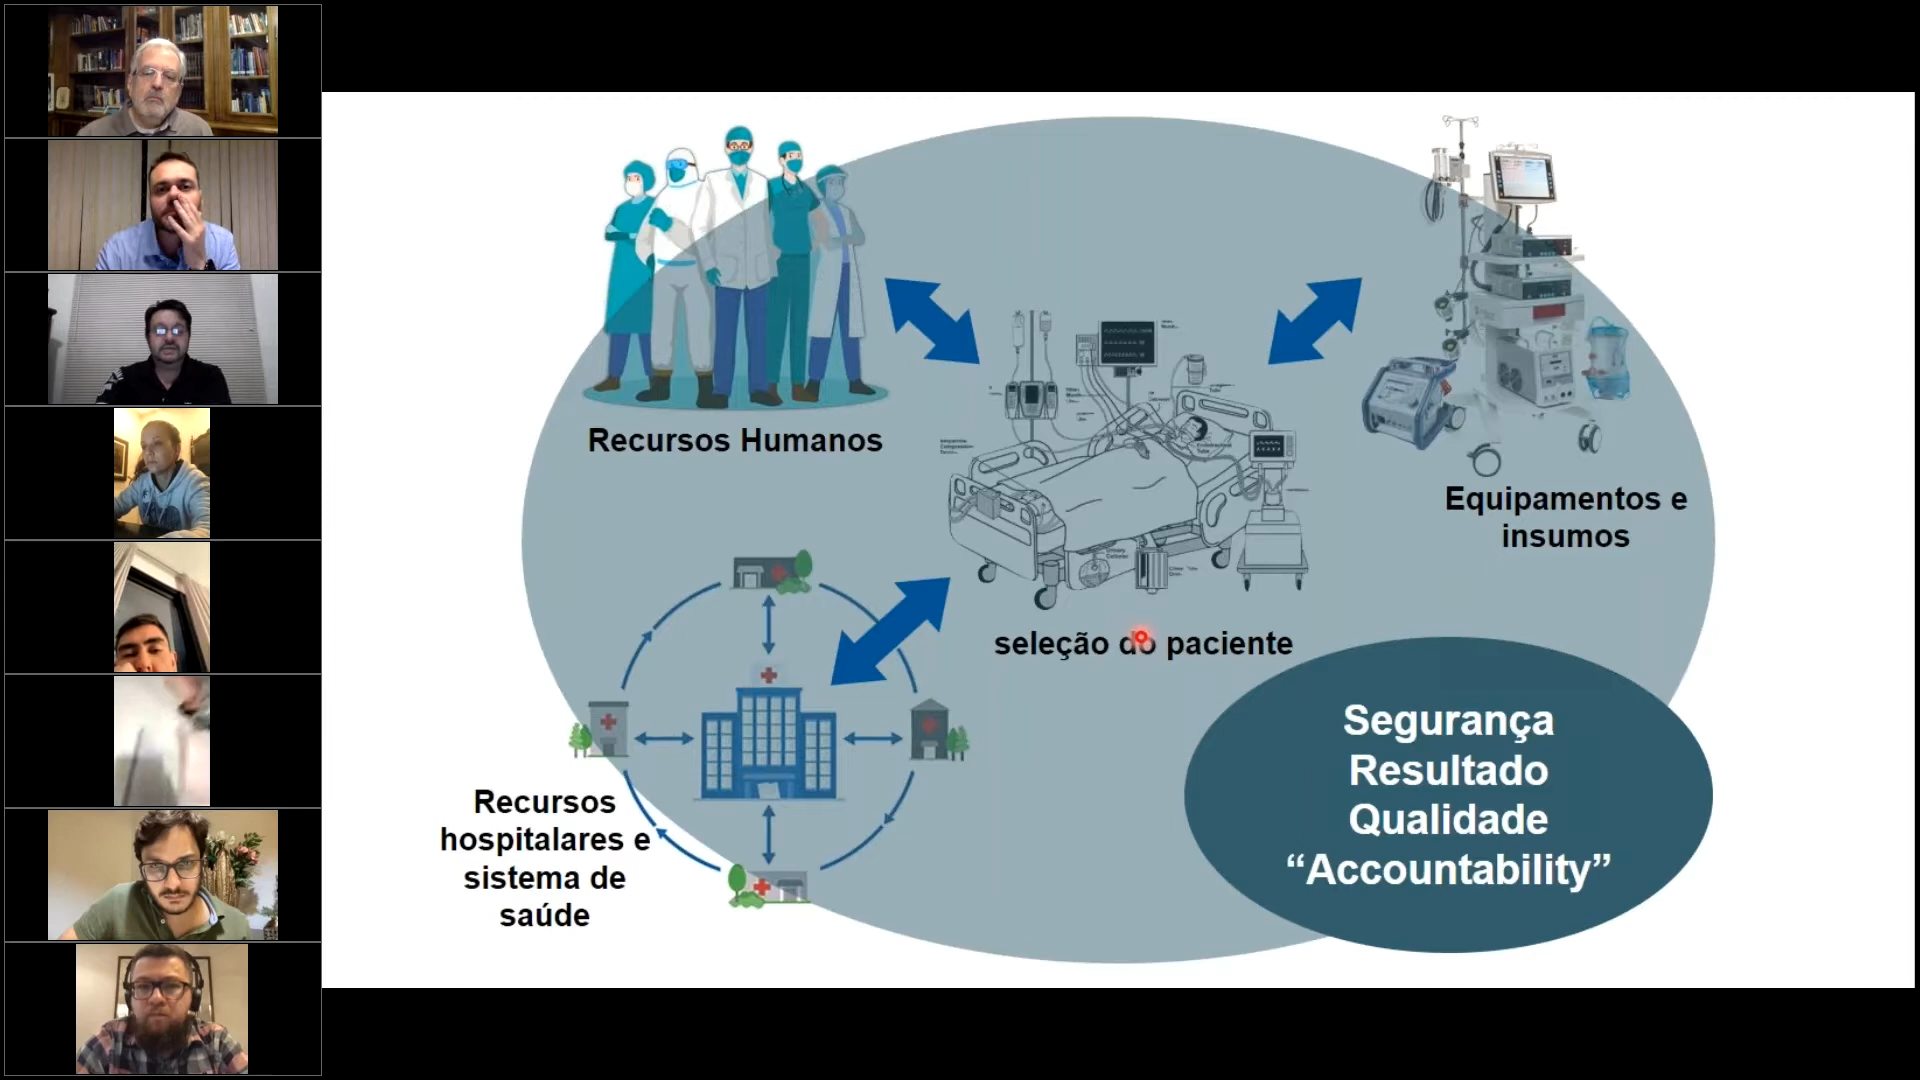 Recursos Humanos
Equipamentos e
insumos
seleção do paciente
Recursos
hospitalares e
sistema de
saúde
Segurança
Resultado
Qualidade
“Accountability”